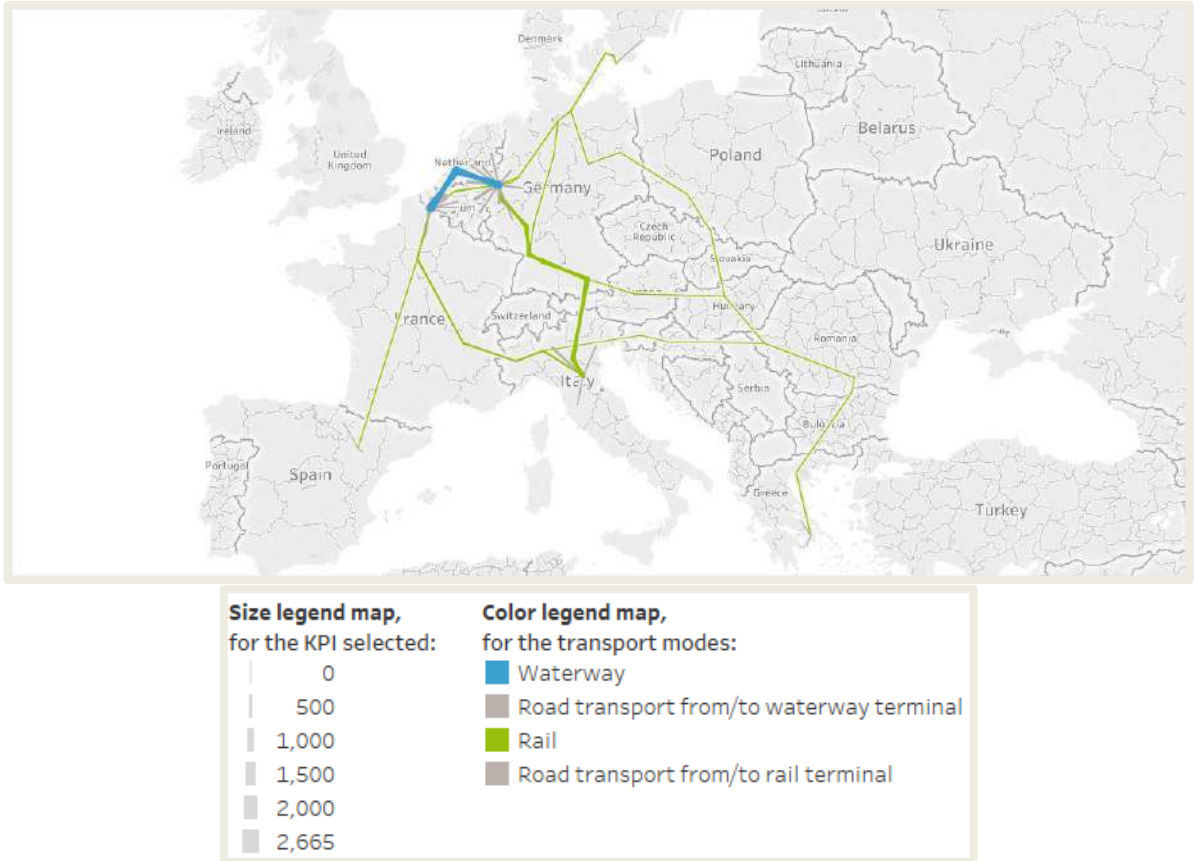 Denmark
Lithuania
Ireland
United
Kingdom
Belarus
Poland
Netherland
Germany
um
Czech
Republic
Ukraine
Slovakia
Switzerland
Hungary
France
Romania
Italy
Serbia
Portugal
Spain
Greece
Turkey
Size legend map,
for the KPI selected:
0
500
1,000
1,500
2,000
2,665
Color legend map,
for the transport modes:
Waterway
Road transport from/to waterway terminal
Rail
Road transport from/to rail terminal